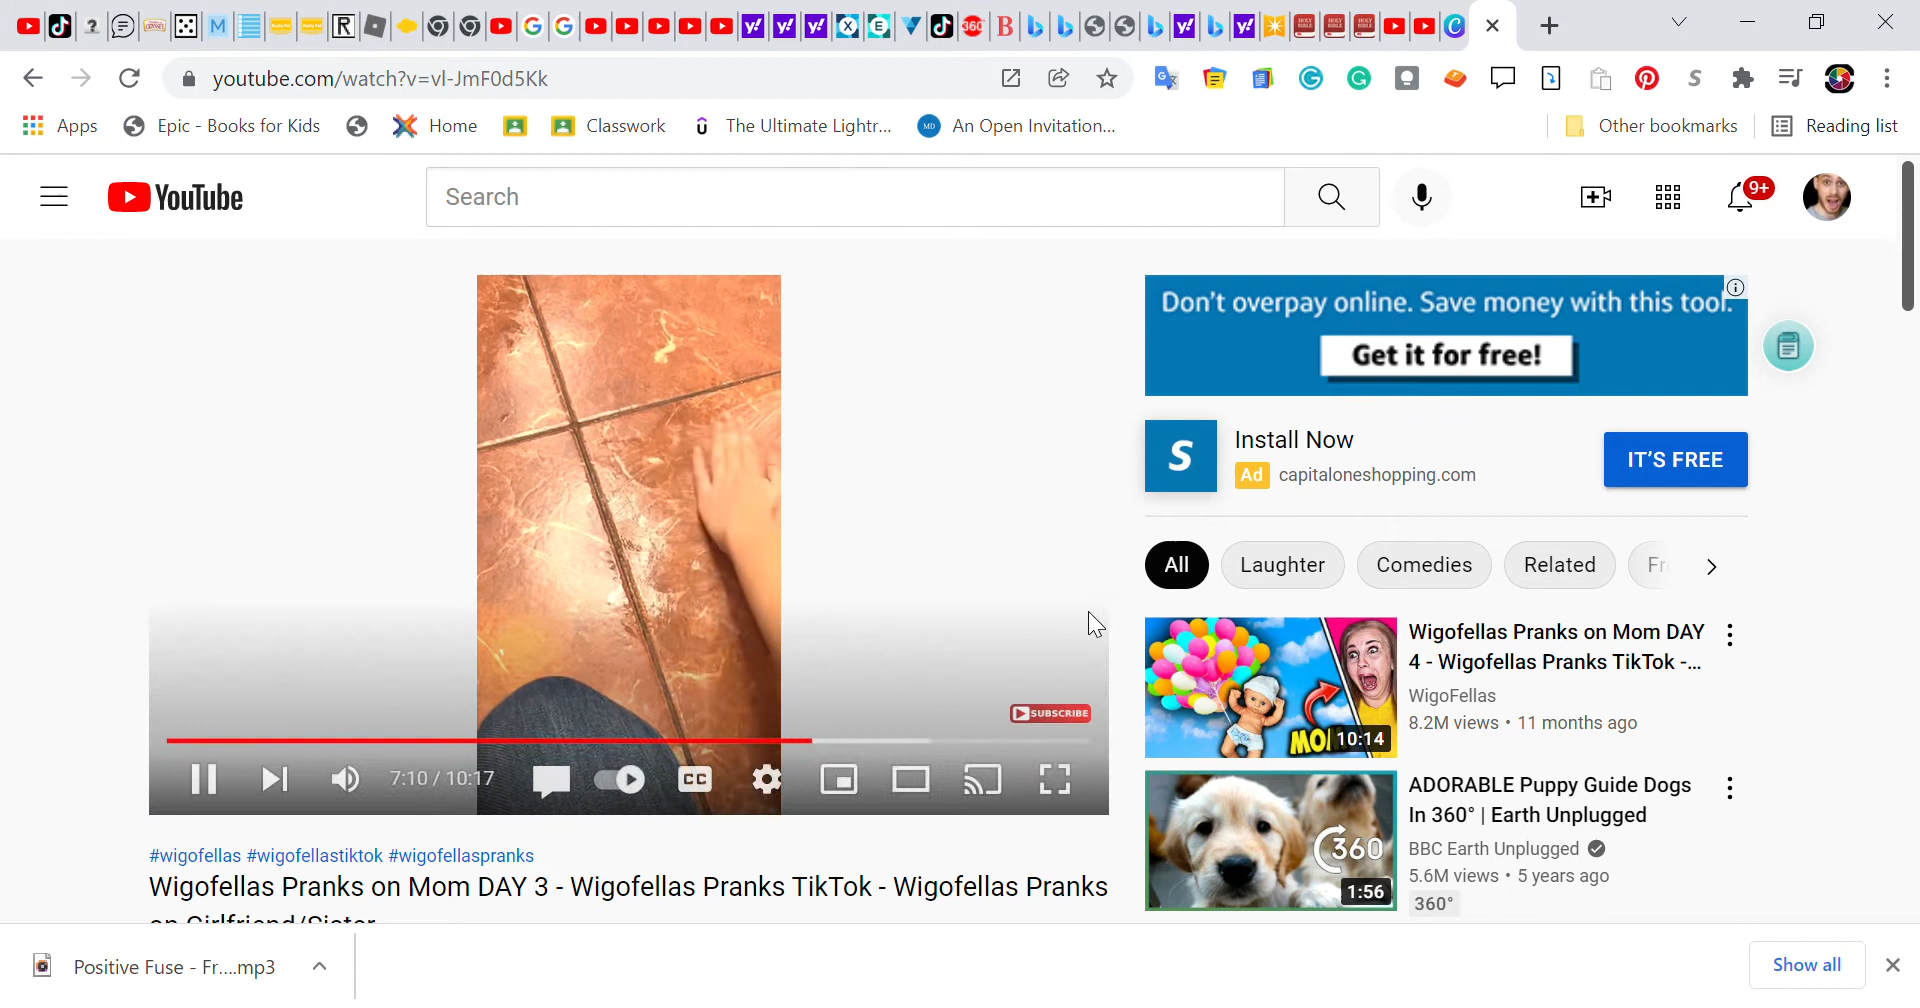 youtube.com/watch?v=vl-JmF0d5Kk
Apps
Epic - Books for Kids
Home
Classwork
The Ultimate Lightr...
An Open Invitation...
Other bookmarks
Reading list
YouTube
Search
9+
Don't overpay online. Save money with this tool.
Get it for free!
S
Install Now
Ad capitaloneshopping.com
IT'S FREE
All
Laughter
Comedies
Related
SUBSCRIBE
7:10 / 10:17
CC
Wigofellas Pranks on Mom DAY
4 - Wigofellas Pranks TikTok -...
WigoFellas
8.2M views • 11 months ago
10:14
ADORABLE Puppy Guide Dogs
In 360° | Earth Unplugged
BBC Earth Unplugged
5.6M views • 5 years ago
360°
360
1:56
#wigofellas #wigofellastiktok #wigofellaspranks
Wigofellas Pranks on Mom DAY 3 - Wigofellas Pranks TikTok - Wigofellas Pranks
on Girlfriend/Sister
Positive Fuse - Fr....mp3
Show all